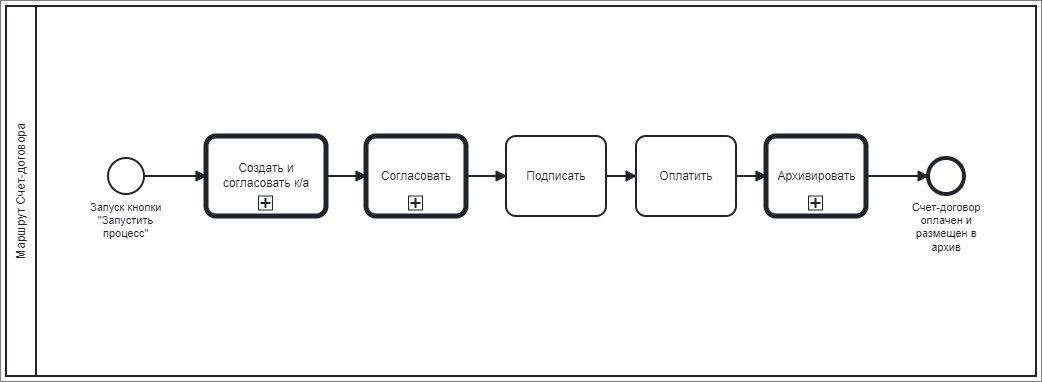 Маршрут Счет-договора
Запуск кнопки
"Запустить
процесс"
Создать и
согласовать к/а
Согласовать
Подписать
Оплатить
Архивировать
Счет-договор
оплачен и
размещен в
архив